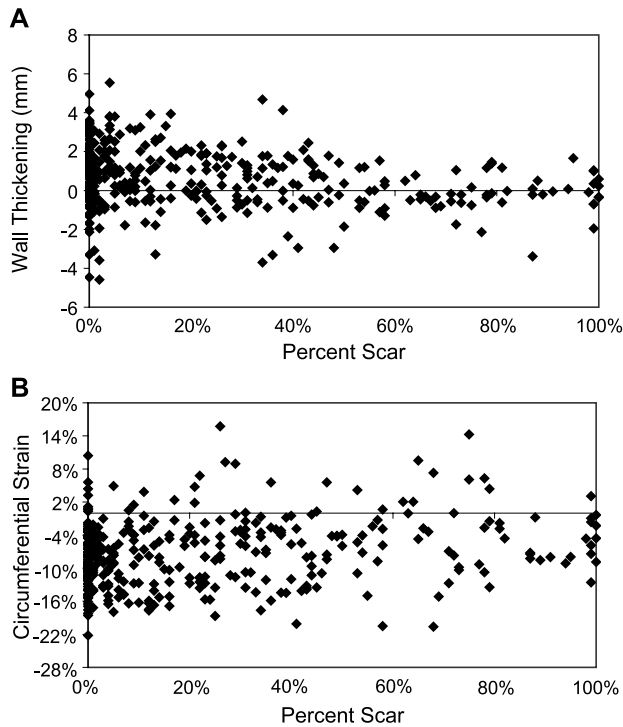 A
Wall Thickening (mm)
8
6
4
2
0
-2
-4
-6
0% 20% 40% 60% 80% 100%
Percent Scar
B
Circumferential Strain
20%
14%
8%
2%
-4%
-10%
-16%
-22%
-28%
0% 20% 40% 60% 80% 100%
Percent Scar